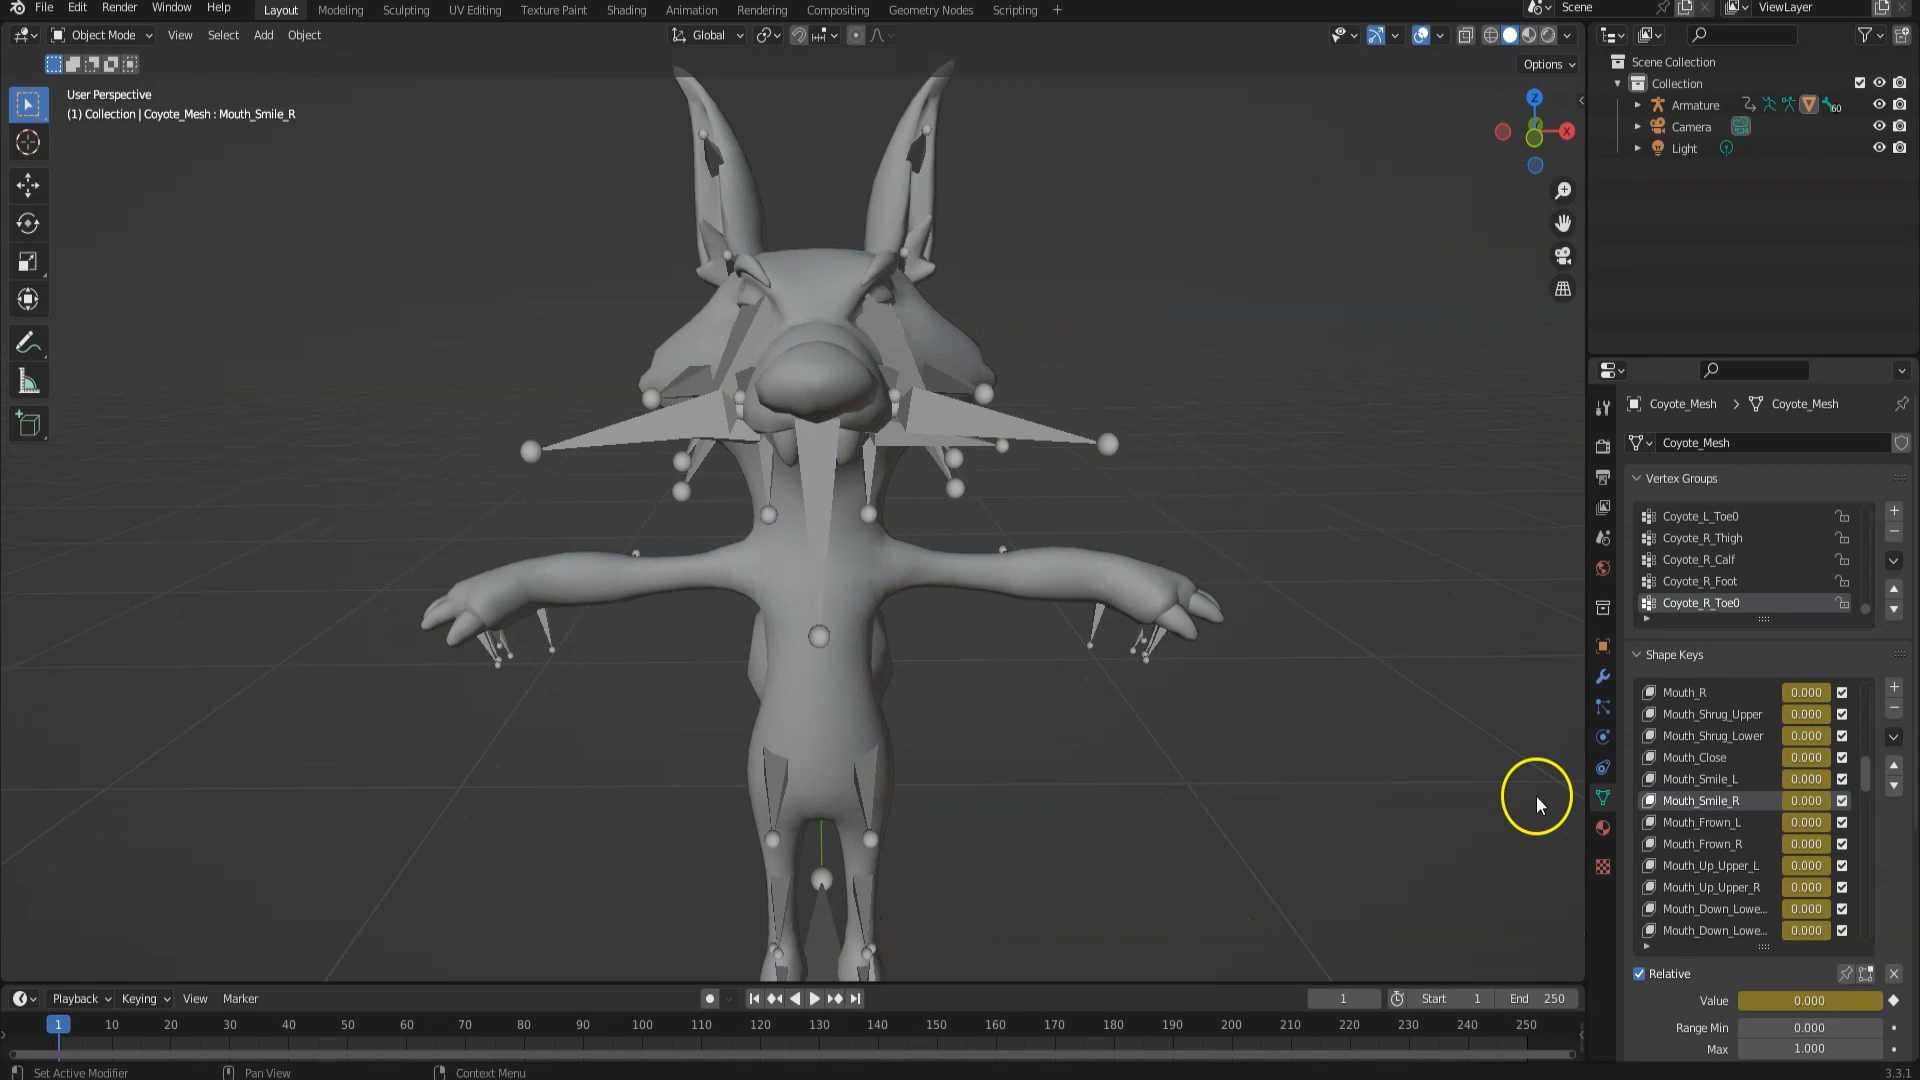 File Edit Render Window Help Layout Modeling Sculpting UV Editing Texture Paint Shading Animation Rendering Compositing Geometry Nodes Scripting + Scene ViewLayer
Object Mode View Select Add Object Global
Options
User Perspective
(1) Collection | Coyote_Mesh : Mouth_Smile_R
Z
X
Scene Collection
Collection
Armature 60
Camera
Light
Coyote_Mesh > Coyote_Mesh
Coyote_Mesh
Vertex Groups
Coyote_L_Toe0
Coyote_R_Thigh
Coyote_R_Calf
Coyote_R_Foot
Coyote_R_Toe0
Shape Keys
Mouth_R 0.000
Mouth_Shrug_Upper 0.000
Mouth_Shrug_Lower 0.000
Mouth_Close 0.000
Mouth_Smile_L 0.000
Mouth_Smile_R 0.000
Mouth_Frown_L 0.000
Mouth_Frown_R 0.000
Mouth_Up_Upper_L 0.000
Mouth_Up_Upper_R 0.000
Mouth_Down_Lowe... 0.000
Mouth_Down_Lowe... 0.000
Relative
Value 0.000
Range Min 0.000
Max 1.000
Playback Keying View Marker 1 Start 1 End 250
1 10 20 30 40 50 60 70 80 90 100 110 120 130 140 150 160 170 180 190 200 210 220 230 240 250
Set Active Modifier Pan View Context Menu 3.3.1